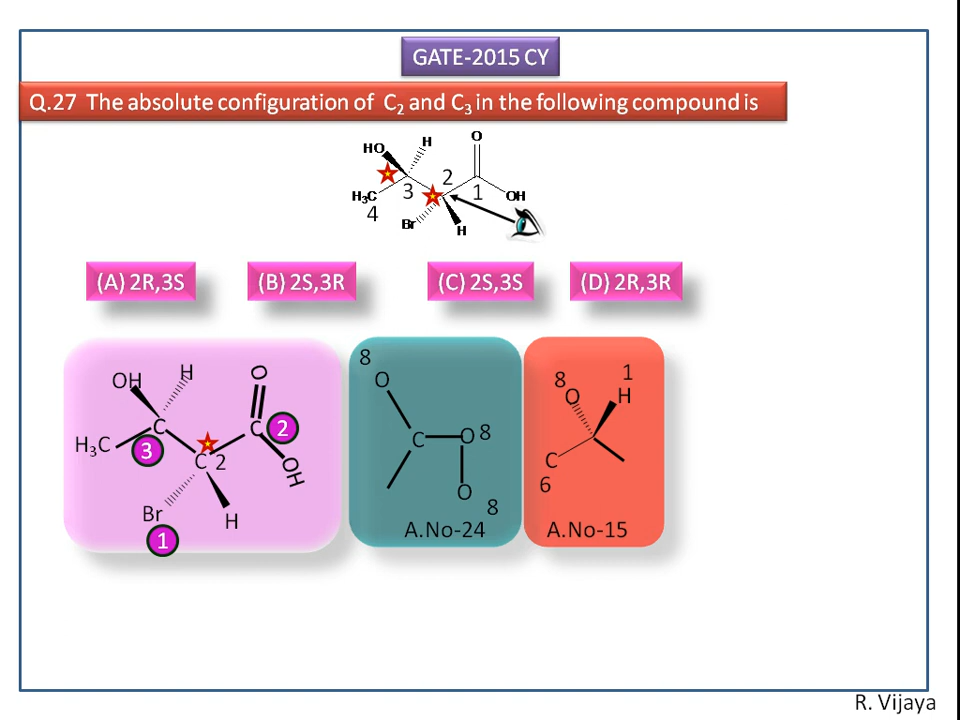 GATE-2015 CY
Q.27 The absolute configuration of C₂ and C₃ in the following compound is
HO H O
2
3 1
H₃C OH
4
Br H
(A) 2R,3S (B) 2S,3R (C) 2S,3S (D) 2R,3R
OH H O
C C 2
H₃C 3 C 2 OH
Br H
1
8
O
C O 8
O 8
A.No-24
8 1
O H
C
6
A.No-15
R. Vijaya